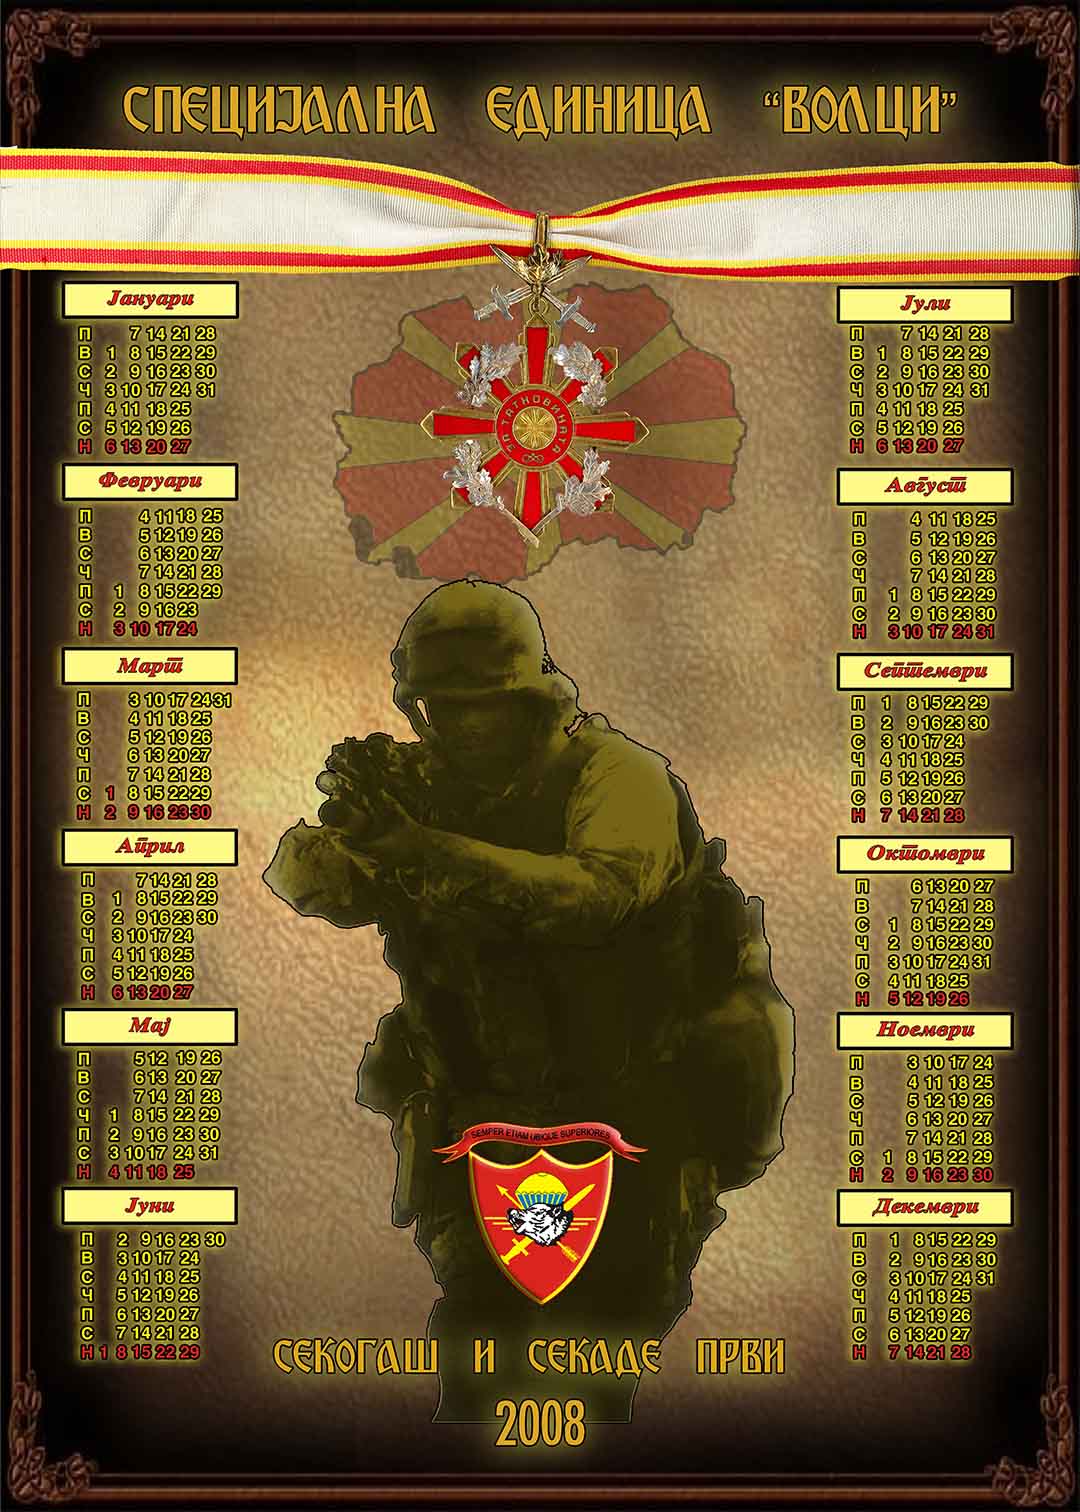 СПЕЦИЈАЛНА ЕДИНИЦА “ВОЛЦИ”
ЗА ТАТКОВИНАТА
Јануари
П 7 14 21 28
В 1 8 15 22 29
С 2 9 16 23 30
Ч 3 10 17 24 31
П 4 11 18 25
С 5 12 19 26
Н 6 13 20 27
Февруари
П 4 11 18 25
В 5 12 19 26
С 6 13 20 27
Ч 7 14 21 28
П 1 8 15 22 29
С 2 9 16 23
Н 3 10 17 24
Март
П 3 10 17 24 31
В 4 11 18 25
С 5 12 19 26
Ч 6 13 20 27
П 7 14 21 28
С 1 8 15 22 29
Н 2 9 16 23 30
Април
П 7 14 21 28
В 1 8 15 22 29
С 2 9 16 23 30
Ч 3 10 17 24
П 4 11 18 25
С 5 12 19 26
Н 6 13 20 27
Мај
П 5 12 19 26
В 6 13 20 27
С 7 14 21 28
Ч 1 8 15 22 29
П 2 9 16 23 30
С 3 10 17 24 31
Н 4 11 18 25
Јуни
П 2 9 16 23 30
В 3 10 17 24
С 4 11 18 25
Ч 5 12 19 26
П 6 13 20 27
С 7 14 21 28
Н 1 8 15 22 29
Јули
П 7 14 21 28
В 1 8 15 22 29
С 2 9 16 23 30
Ч 3 10 17 24 31
П 4 11 18 25
С 5 12 19 26
Н 6 13 20 27
Август
П 4 11 18 25
В 5 12 19 26
С 6 13 20 27
Ч 7 14 21 28
П 1 8 15 22 29
С 2 9 16 23 30
Н 3 10 17 24 31
Септември
П 1 8 15 22 29
В 2 9 16 23 30
С 3 10 17 24
Ч 4 11 18 25
П 5 12 19 26
С 6 13 20 27
Н 7 14 21 28
Октомври
П 6 13 20 27
В 7 14 21 28
С 1 8 15 22 29
Ч 2 9 16 23 30
П 3 10 17 24 31
С 4 11 18 25
Н 5 12 19 26
Ноември
П 3 10 17 24
В 4 11 18 25
С 5 12 19 26
Ч 6 13 20 27
П 7 14 21 28
С 1 8 15 22 29
Н 2 9 16 23 30
Декември
П 1 8 15 22 29
В 2 9 16 23 30
С 3 10 17 24 31
Ч 4 11 18 25
П 5 12 19 26
С 6 13 20 27
Н 7 14 21 28
SEMPER ETIAM UBIQUE SUPERIORES
СЕКОГАШ И СЕКАДЕ ПРВИ
2008